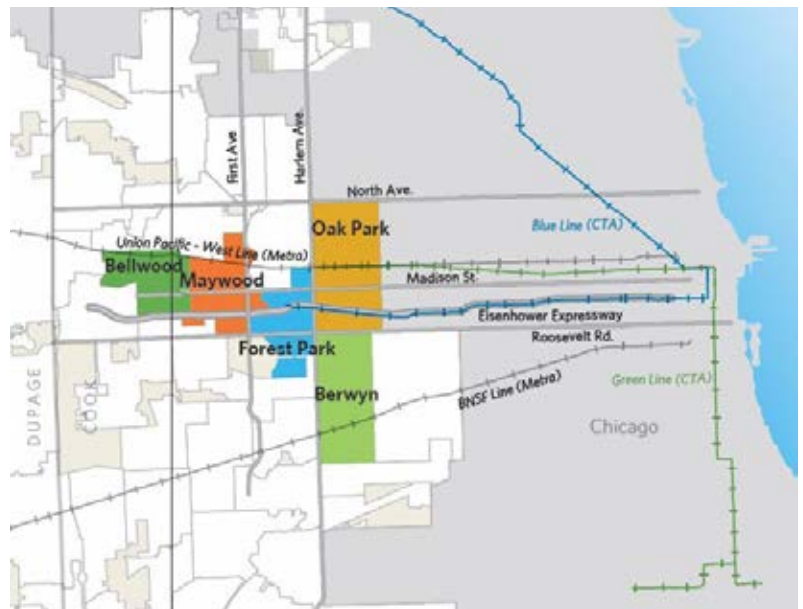 First Ave
Harlem Ave.
North Ave.
Oak Park
Blue Line (CTA)
Union Pacific - West Line (Metra)
Bellwood
Maywood
Madison St.
Eisenhower Expressway
Forest Park
Roosevelt Rd.
Berwyn
BNSF Line (Metra)
Green Line (CTA)
DUPAGE
COOK
Chicago